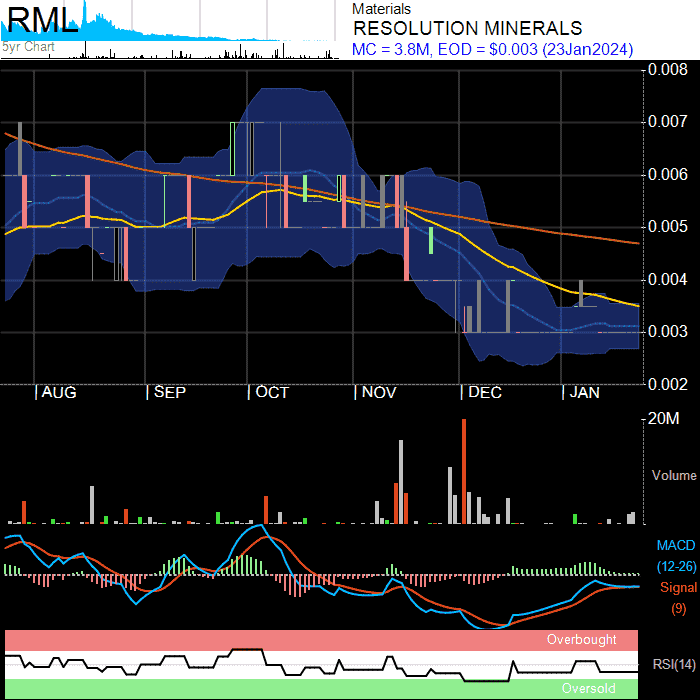 RML
5yr Chart
Materials
RESOLUTION MINERALS
MC = 3.8M, EOD = $0.003 (23Jan2024)
0.008
0.007
0.006
0.005
0.004
0.003
0.002
AUG SEP OCT NOV DEC JAN
20M
Volume
MACD
(12-26)
Signal
(9)
Overbought
RSI(14)
Oversold